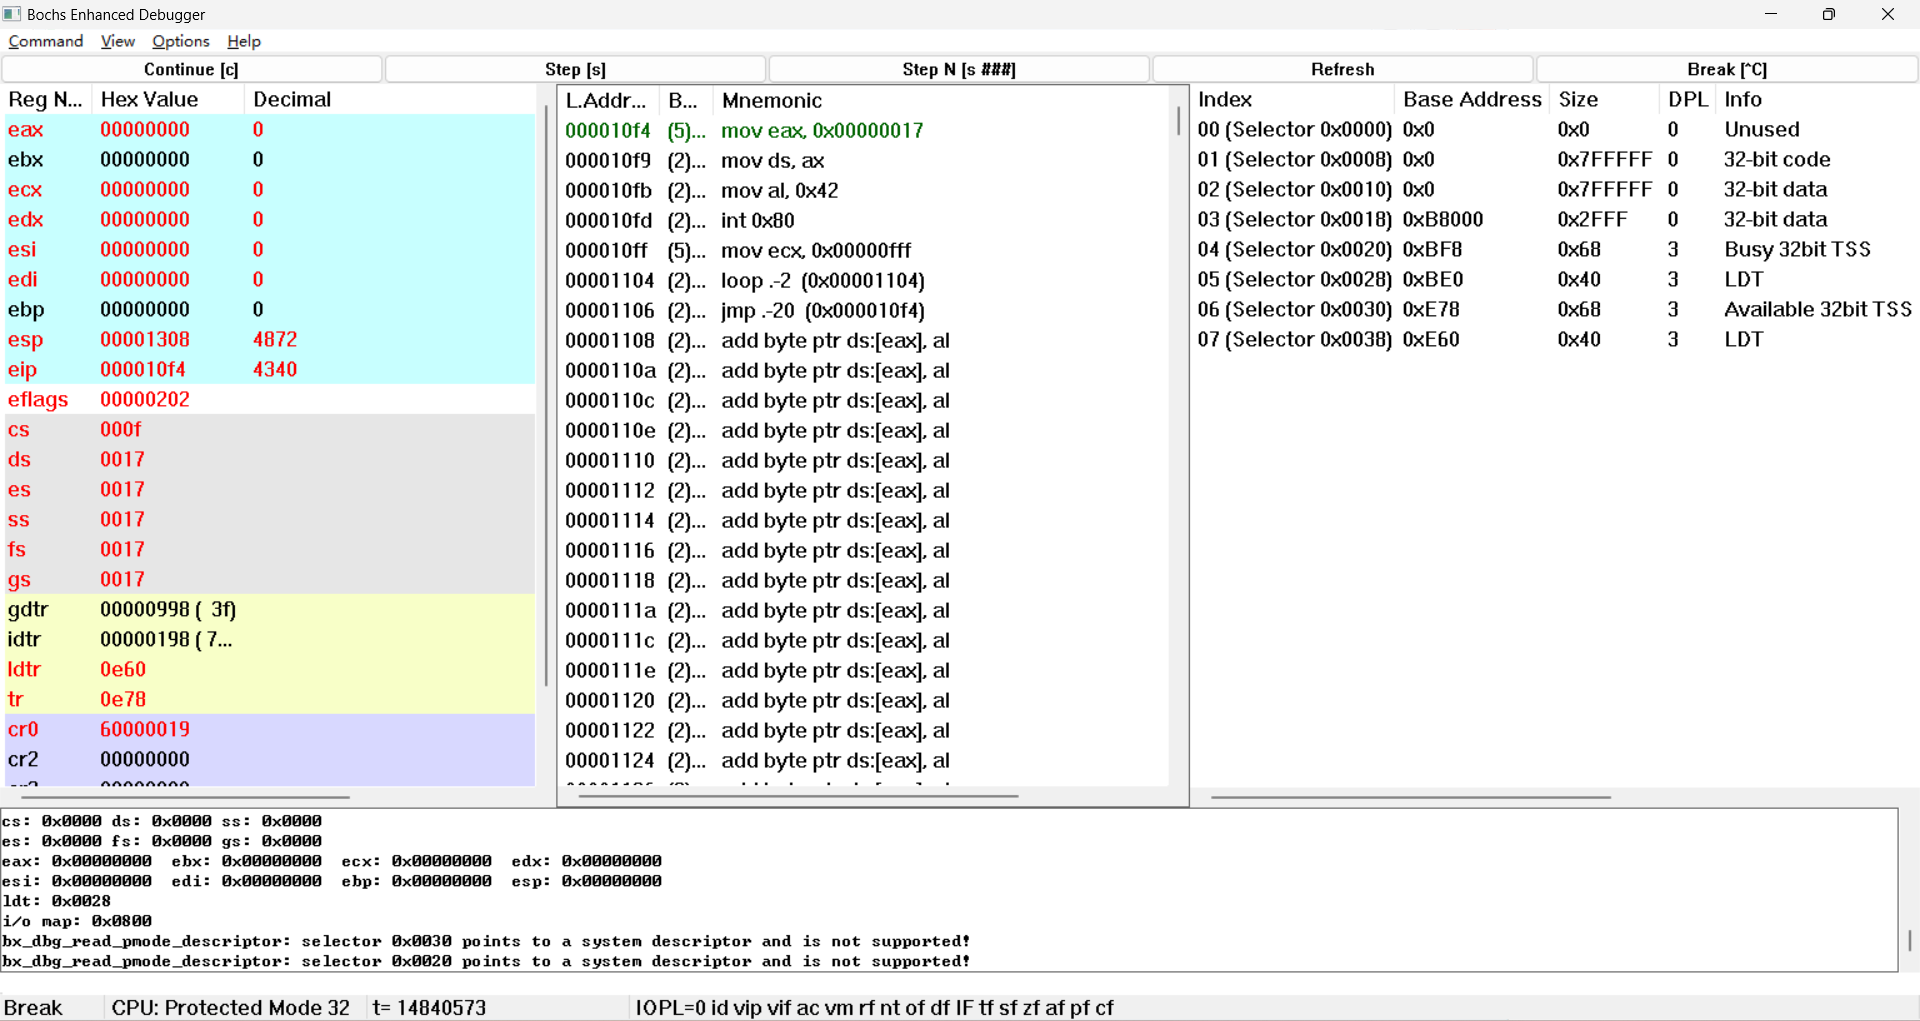 Bochs Enhanced Debugger
Command View Options Help
Continue [c] Step [s] Step N [s ###] Refresh Break [^C]
Reg N... Hex Value Decimal
eax 00000000 0
ebx 00000000 0
ecx 00000000 0
edx 00000000 0
esi 00000000 0
edi 00000000 0
ebp 00000000 0
esp 00001308 4872
eip 000010f4 4340
eflags 00000202
cs 000f
ds 0017
es 0017
ss 0017
fs 0017
gs 0017
gdtr 00000998 ( 3f)
idtr 00000198 ( 7...
ldtr 0e60
tr 0e78
cr0 60000019
cr2 00000000
L.Addr... B... Mnemonic
000010f4 (5)... mov eax, 0x00000017
000010f9 (2)... mov ds, ax
000010fb (2)... mov al, 0x42
000010fd (2)... int 0x80
000010ff (5)... mov ecx, 0x00000fff
00001104 (2)... loop .-2 (0x00001104)
00001106 (2)... jmp .-20 (0x000010f4)
00001108 (2)... add byte ptr ds:[eax], al
0000110a (2)... add byte ptr ds:[eax], al
0000110c (2)... add byte ptr ds:[eax], al
0000110e (2)... add byte ptr ds:[eax], al
00001110 (2)... add byte ptr ds:[eax], al
00001112 (2)... add byte ptr ds:[eax], al
00001114 (2)... add byte ptr ds:[eax], al
00001116 (2)... add byte ptr ds:[eax], al
00001118 (2)... add byte ptr ds:[eax], al
0000111a (2)... add byte ptr ds:[eax], al
0000111c (2)... add byte ptr ds:[eax], al
0000111e (2)... add byte ptr ds:[eax], al
00001120 (2)... add byte ptr ds:[eax], al
00001122 (2)... add byte ptr ds:[eax], al
00001124 (2)... add byte ptr ds:[eax], al
Index Base Address Size DPL Info
00 (Selector 0x0000) 0x0 0x0 0 Unused
01 (Selector 0x0008) 0x0 0x7FFFFF 0 32-bit code
02 (Selector 0x0010) 0x0 0x7FFFFF 0 32-bit data
03 (Selector 0x0018) 0xB8000 0x2FFF 0 32-bit data
04 (Selector 0x0020) 0xBF8 0x68 3 Busy 32bit TSS
05 (Selector 0x0028) 0xBE0 0x40 3 LDT
06 (Selector 0x0030) 0xE78 0x68 3 Available 32bit TSS
07 (Selector 0x0038) 0xE60 0x40 3 LDT
cs: 0x0000 ds: 0x0000 ss: 0x0000
es: 0x0000 fs: 0x0000 gs: 0x0000
eax: 0x00000000 ebx: 0x00000000 ecx: 0x00000000 edx: 0x00000000
esi: 0x00000000 edi: 0x00000000 ebp: 0x00000000 esp: 0x00000000
ldt: 0x0028
i/o map: 0x0800
bx_dbg_read_pmode_descriptor: selector 0x0030 points to a system descriptor and is not supported!
bx_dbg_read_pmode_descriptor: selector 0x0020 points to a system descriptor and is not supported!
Break CPU: Protected Mode 32 t= 14840573 IOPL=0 id vip vif ac vm rf nt of df IF tf sf zf af pf cf